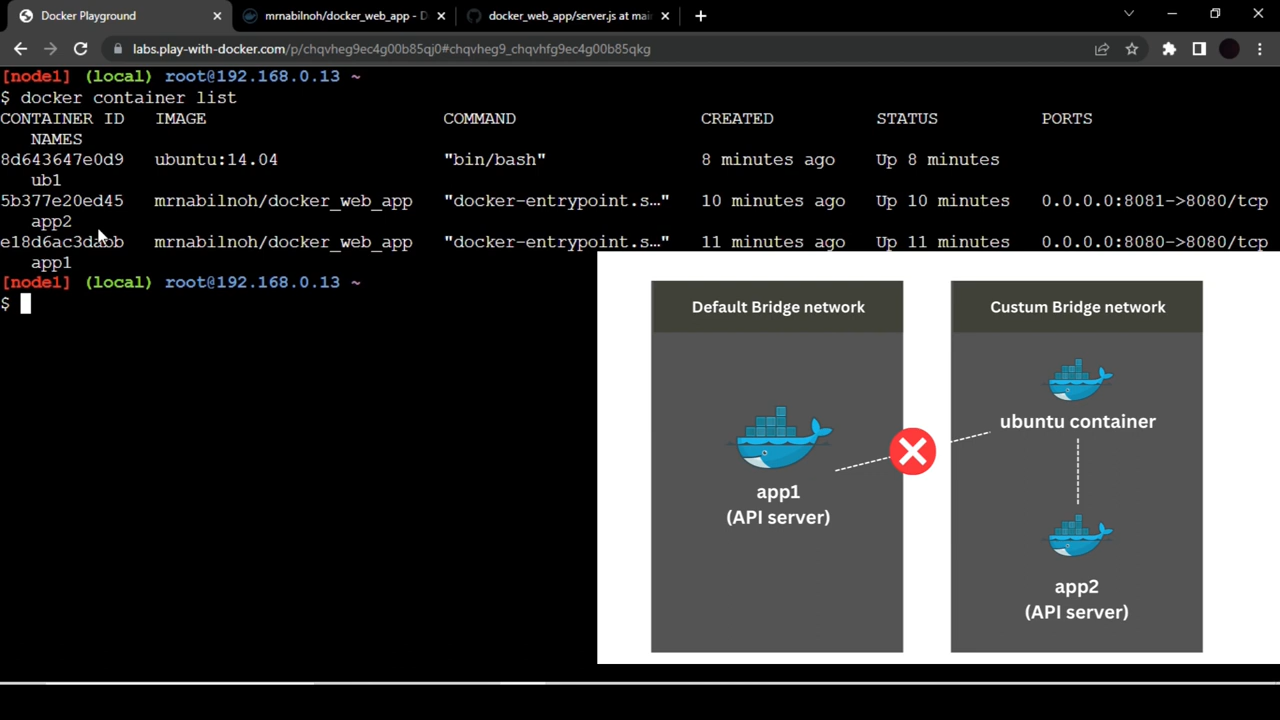 Docker Playground
mrnabilnoh/docker_web_app - D
docker_web_app/server.js at mai
labs.play-with-docker.com/p/chqvheg9ec4g00b85qj0#chqvheg9_chqvhfg9ec4g00b85qkg
[node1] (local) root@192.168.0.13 ~
$ docker container list
CONTAINER ID IMAGE COMMAND CREATED STATUS PORTS
NAMES
8d643647e0d9 ubuntu:14.04 "bin/bash" 8 minutes ago Up 8 minutes
ub1
5b377e20ed45 mrnabilnoh/docker_web_app "docker-entrypoint.s…" 10 minutes ago Up 10 minutes 0.0.0.0:8081->8080/tcp
app2
mrnabilnoh/docker_web_app "docker-entrypoint.s…" 11 minutes ago Up 11 minutes 0.0.0.0:8080->8080/tcp
app1
[node1] (local) root@192.168.0.13 ~
$
Default Bridge network
app1
(API server)
Custum Bridge network
ubuntu container
app2
(API server)